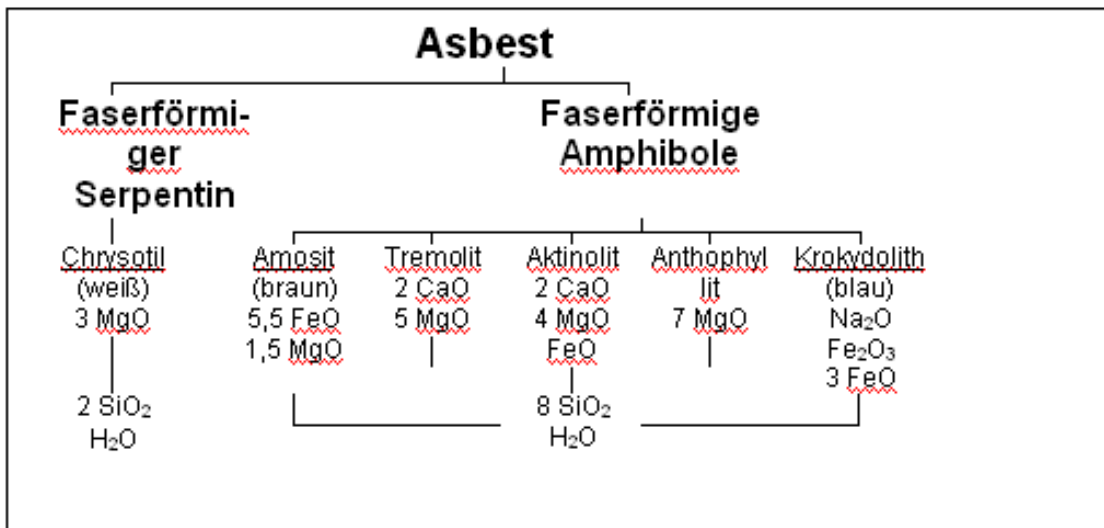 Asbest
Faserförmi-
ger
Serpentin
Faserförmige
Amphibole
Chrysotil
(weiß)
3 MgO
2 SiO₂
H₂O
Amosit
(braun)
5,5 FeO
1,5 MgO
Tremolit
2 CaO
5 MgO
Aktinolit
2 CaO
4 MgO
FeO
Anthophyl
lit
7 MgO
Krokydolith
(blau)
Na₂O
Fe₂O₃
3 FeO
8 SiO₂
H₂O